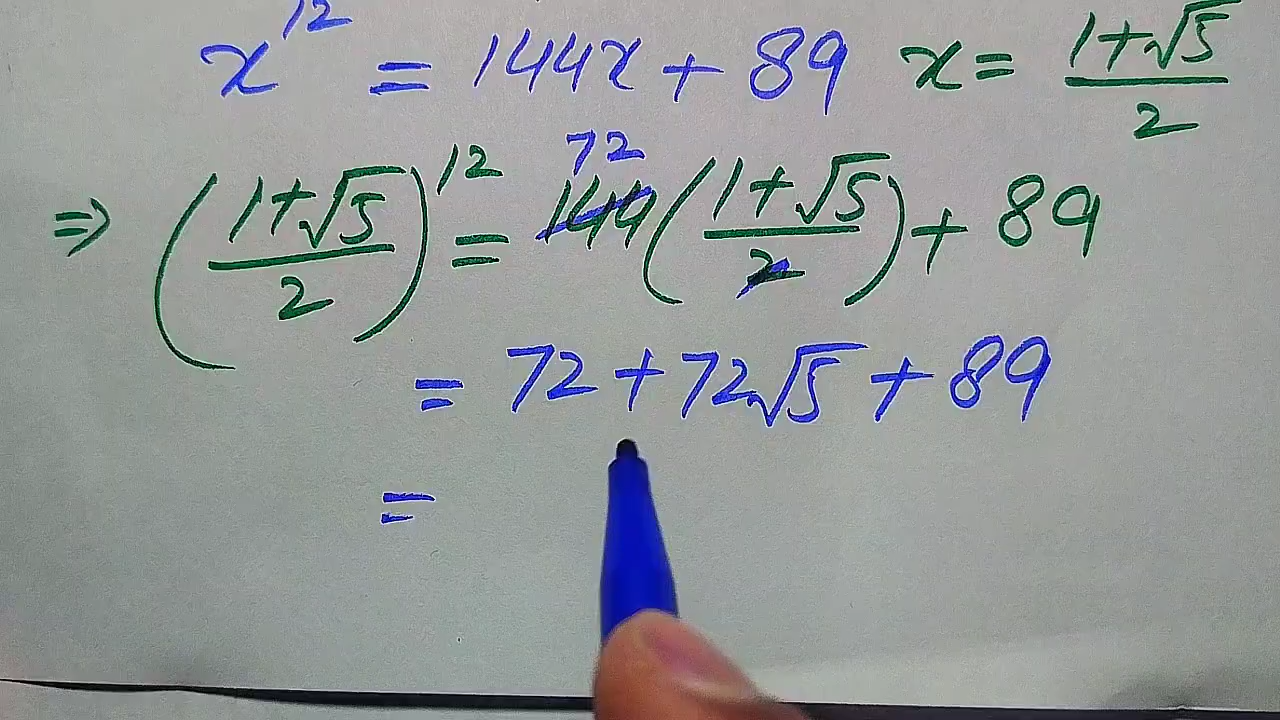 x^12 = 144x + 89 x = (1+√5)/2
⇒ ((1+√5)/2)^12 = 72 144((1+√5)/2) + 89
= 72 + 72√5 + 89
=